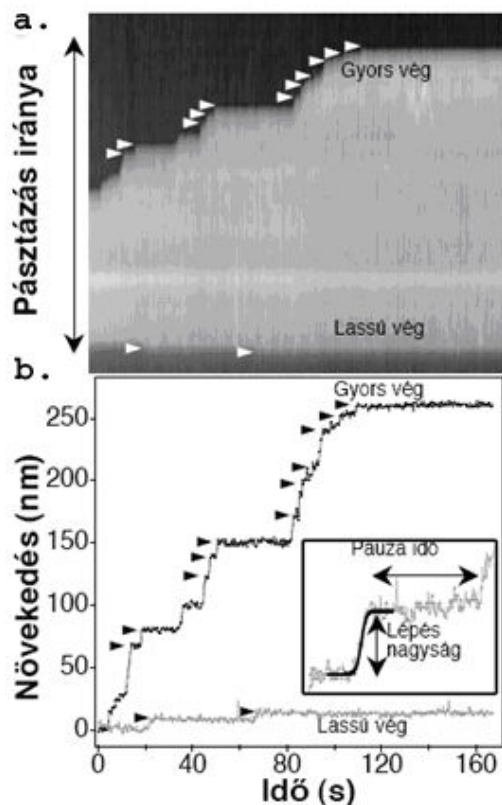 a.
Gyors vég
Pásztázás iránya
Lassú vég
b.
Gyors vég
250
200
150
100
50
0
Növekedés (nm)
Pauza idő
Lépés
nagyság
Lassú vég
0
40
80
120
160
Idő (s)